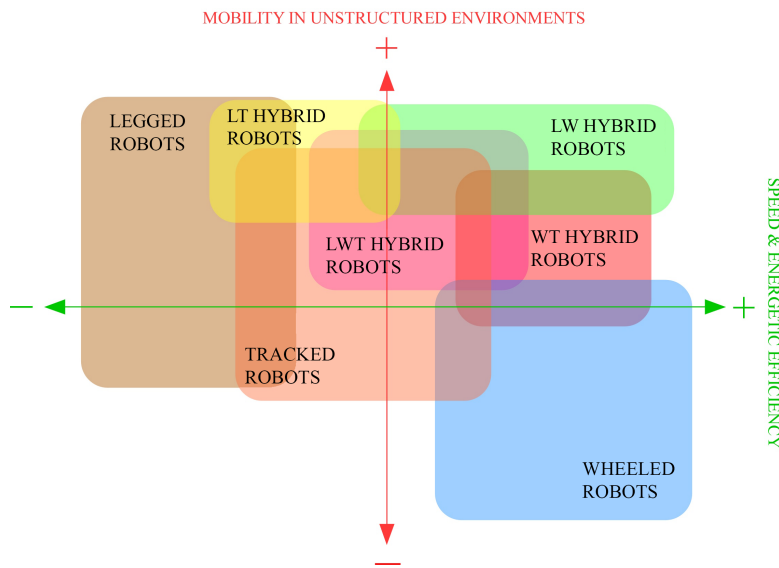 MOBILITY IN UNSTRUCTURED ENVIRONMENTS
+
LEGGED
ROBOTS
LT HYBRID
ROBOTS
LW HYBRID
ROBOTS
LWT HYBRID
ROBOTS
WT HYBRID
ROBOTS
−
+
SPEED & ENERGETIC EFFICIENCY
TRACKED
ROBOTS
WHEELED
ROBOTS
−